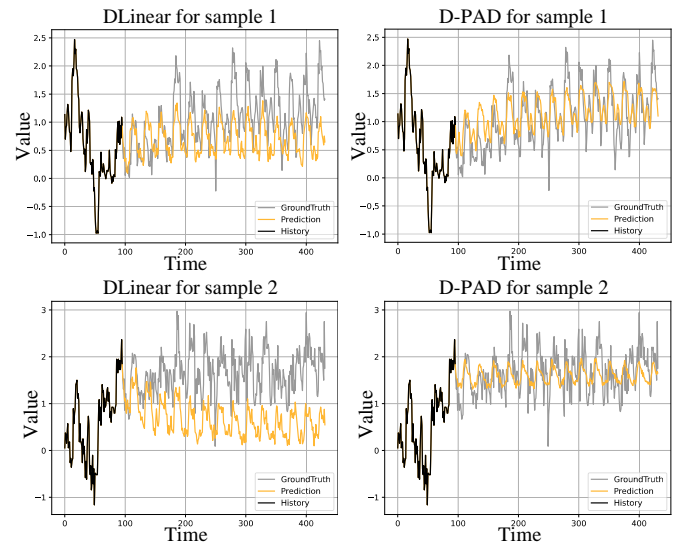 DLinear for sample 1
D-PAD for sample 1
Value
2.5
2.0
1.5
1.0
0.5
0.0
−0.5
−1.0
0
100
200
300
400
Time
GroundTruth
Prediction
History
Value
2.5
2.0
1.5
1.0
0.5
0.0
−0.5
−1.0
0
100
200
300
400
Time
GroundTruth
Prediction
History
DLinear for sample 2
D-PAD for sample 2
Value
3
2
1
0
−1
0
100
200
300
400
Time
GroundTruth
Prediction
History
Value
3
2
1
0
−1
0
100
200
300
400
Time
GroundTruth
Prediction
History